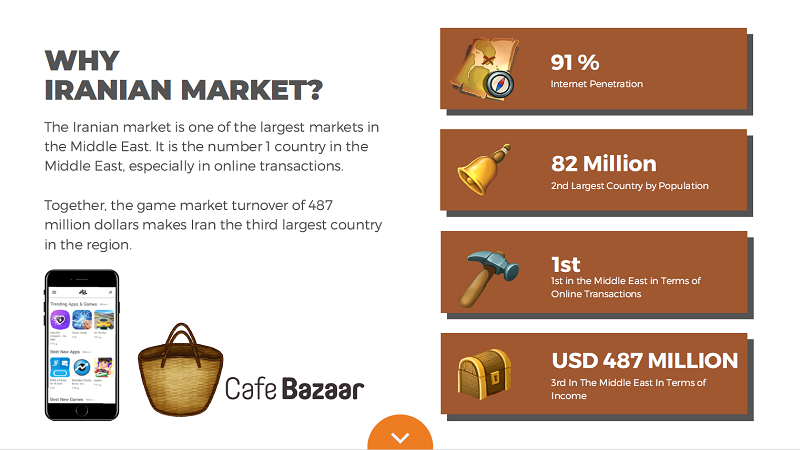 WHY
IRANIAN MARKET?
The Iranian market is one of the largest markets in
the Middle East. It is the number 1 country in the
Middle East, especially in online transactions.
Together, the game market turnover of 487
million dollars makes Iran the third largest country
in the region.
Trending Apps & Games
Best New Apps
Best New Games
Cafe Bazaar
91 %
Internet Penetration
82 Million
2nd Largest Country by Population
1st
1st in the Middle East in Terms of
Online Transactions
USD 487 MILLION
3rd In The Middle East In Terms of
Income